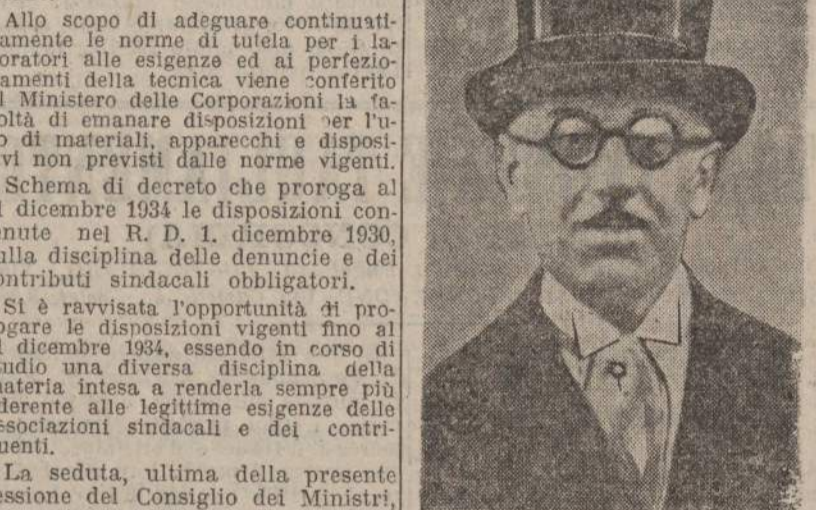 Allo scopo di adeguare continuati-
amente le norme di tutela per i la-
oratori alle esigenze ed ai perfezio-
amenti della tecnica viene conferito
l Ministero delle Corporazioni la fa-
oltà di emanare disposizioni per l'u-
o di materiali, apparecchi e disposi-
vi non previsti dalle norme vigenti.
Schema di decreto che proroga al
1 dicembre 1934 le disposizioni con-
enute nel R. D. 1. dicembre 1930,
ulla disciplina delle denuncie e dei
ontributi sindacali obbligatori.
Si è ravvisata l'opportunità di pro-
ogare le disposizioni vigenti fino al
1 dicembre 1934, essendo in corso di
udio una diversa disciplina della
ateria intesa a renderla sempre più
derente alle legittime esigenze delle
ssociazioni sindacali e dei contri-
uenti.
La seduta, ultima della presente
essione del Consiglio dei Ministri,